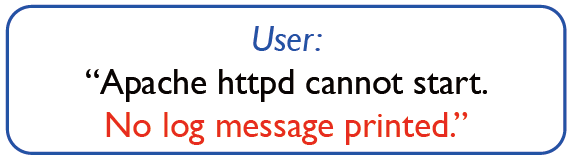 User:
“Apache httpd cannot start.
No log message printed.”